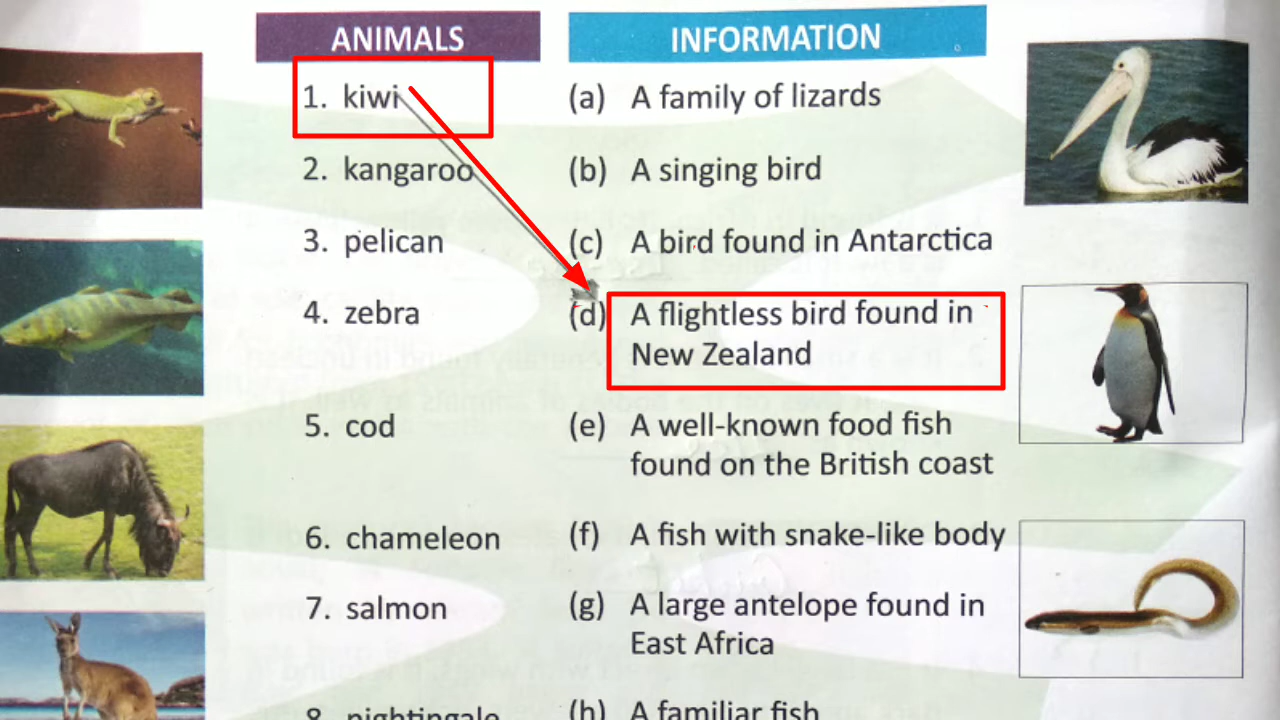 ANIMALS INFORMATION
1. kiwi (a) A family of lizards
2. kangaroo (b) A singing bird
3. pelican (c) A bird found in Antarctica
4. zebra (d) A flightless bird found in
New Zealand
5. cod (e) A well-known food fish
found on the British coast
6. chameleon (f) A fish with snake-like body
7. salmon (g) A large antelope found in
East Africa
8. nightingale (h) A familiar fish